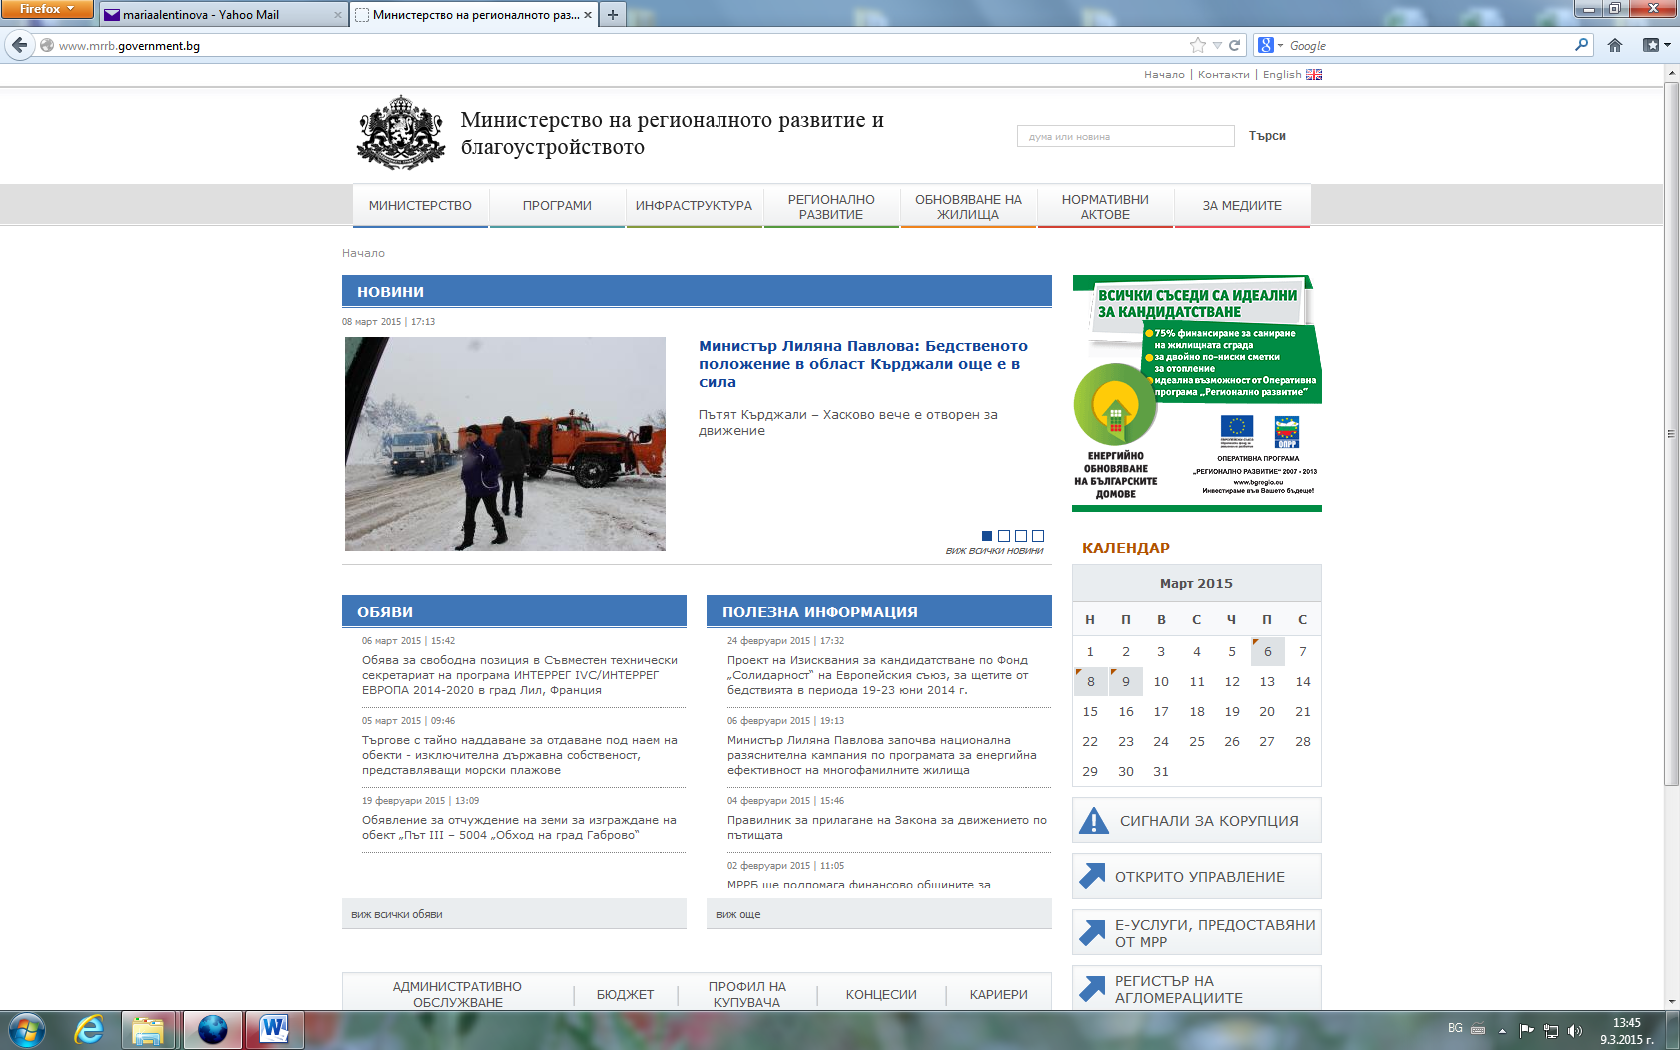 Firefox
mariaalentinova - Yahoo Mail
Министерство на регионалното раз...
www.mrrb.government.bg
Google
Начало | Контакти | English
Министерство на регионалното развитие и
благоустройството
дума или новина
Търси
МИНИСТЕРСТВО
ПРОГРАМИ
ИНФРАСТРУКТУРА
РЕГИОНАЛНО
РАЗВИТИЕ
ОБНОВЯВАНЕ НА
ЖИЛИЩА
НОРМАТИВНИ
АКТОВЕ
ЗА МЕДИИТЕ
Начало
НОВИНИ
08 март 2015 | 17:13
Министър Лиляна Павлова: Бедственото
положение в област Кърджали още е в
сила
Пътят Кърджали – Хасково вече е отворен за
движение
виж всички новини
ОБЯВИ
06 март 2015 | 15:42
Обява за свободна позиция в Съвместен технически
секретариат на програма ИНТЕРРЕГ IVC/ИНТЕРРЕГ
ЕВРОПА 2014-2020 в град Лил, Франция
05 март 2015 | 09:46
Търгове с тайно наддаване за отдаване под наем на
обекти - изключителна държавна собственост,
представляващи морски плажове
19 февруари 2015 | 13:09
Обявление за отчуждение на земи за изграждане на
обект „Път III – 5004 „Обход на град Габрово“
виж всички обяви
ПОЛЕЗНА ИНФОРМАЦИЯ
24 февруари 2015 | 17:32
Проект на Изисквания за кандидатстване по Фонд
„Солидарност“ на Европейския съюз, за щетите от
бедствията в периода 19-23 юни 2014 г.
06 февруари 2015 | 19:13
Министър Лиляна Павлова започва национална
разяснителна кампания по програмата за енергийна
ефективност на многофамилните жилища
04 февруари 2015 | 15:46
Правилник за прилагане на Закона за движението по
пътищата
02 февруари 2015 | 11:05
МРРБ ще подпомага финансово общините за
виж още
АДМИНИСТРАТИВНО
ОБСЛУЖВАНЕ
БЮДЖЕТ
ПРОФИЛ НА
КУПУВАЧА
КОНЦЕСИИ
КАРИЕРИ
ВСИЧКИ СЪСЕДИ СА ИДЕАЛНИ
ЗА КАНДИДАТСТВАНЕ
75% финансиране за саниране
на жилищната сграда
за двойно по-ниски сметки
за отопление
идеална възможност от Оперативна
програма „Регионално развитие“
ЕНЕРГИЙНО
ОБНОВЯВАНЕ
НА БЪЛГАРСКИТЕ
ДОМОВЕ
ОПРР
ОПЕРАТИВНА ПРОГРАМА
„РЕГИОНАЛНО РАЗВИТИЕ“ 2007 - 2013
www.bgregio.eu
Инвестираме във Вашето бъдеще!
КАЛЕНДАР
Март 2015
Н П В С Ч П С
1 2 3 4 5 6 7
8 9 10 11 12 13 14
15 16 17 18 19 20 21
22 23 24 25 26 27 28
29 30 31
СИГНАЛИ ЗА КОРУПЦИЯ
ОТКРИТО УПРАВЛЕНИЕ
Е-УСЛУГИ, ПРЕДОСТАВЯНИ
ОТ МРР
РЕГИСТЪР НА
АГЛОМЕРАЦИИТЕ
BG
13:45
9.3.2015 г.